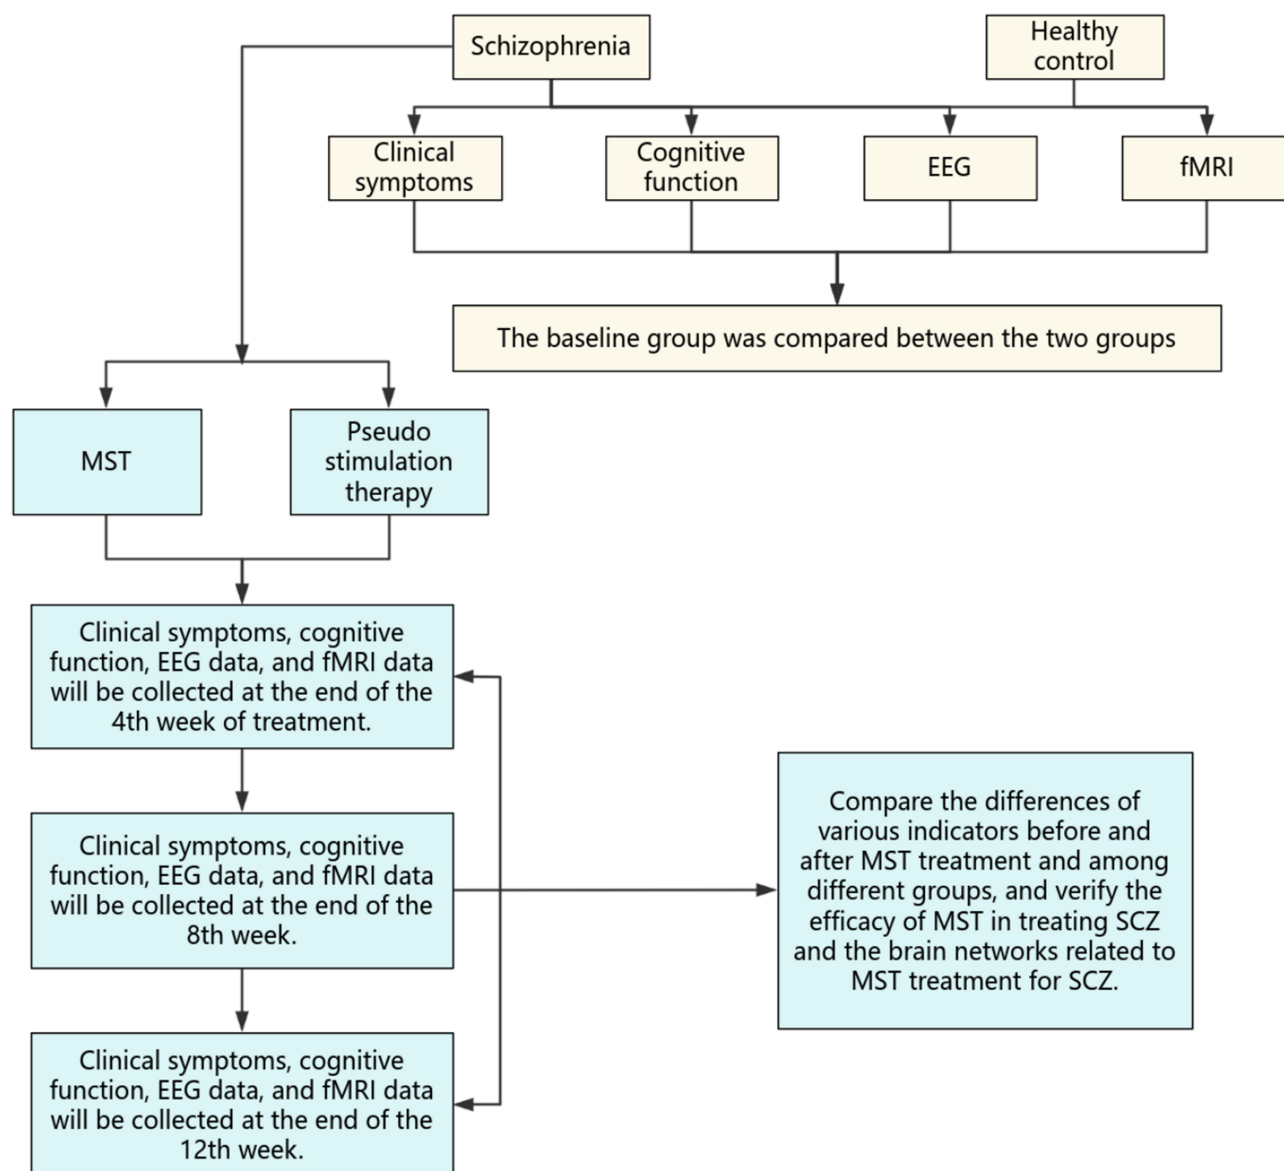 Schizophrenia
Healthy
control
Clinical
symptoms
Cognitive
function
EEG
fMRI
The baseline group was compared between the two groups
MST
Pseudo
stimulation
therapy
Clinical symptoms, cognitive
function, EEG data, and fMRI data
will be collected at the end of the
4th week of treatment.
Clinical symptoms, cognitive
function, EEG data, and fMRI data
will be collected at the end of the
8th week.
Compare the differences of
various indicators before and
after MST treatment and among
different groups, and verify the
efficacy of MST in treating SCZ
and the brain networks related to
MST treatment for SCZ.
Clinical symptoms, cognitive
function, EEG data, and fMRI data
will be collected at the end of the
12th week.